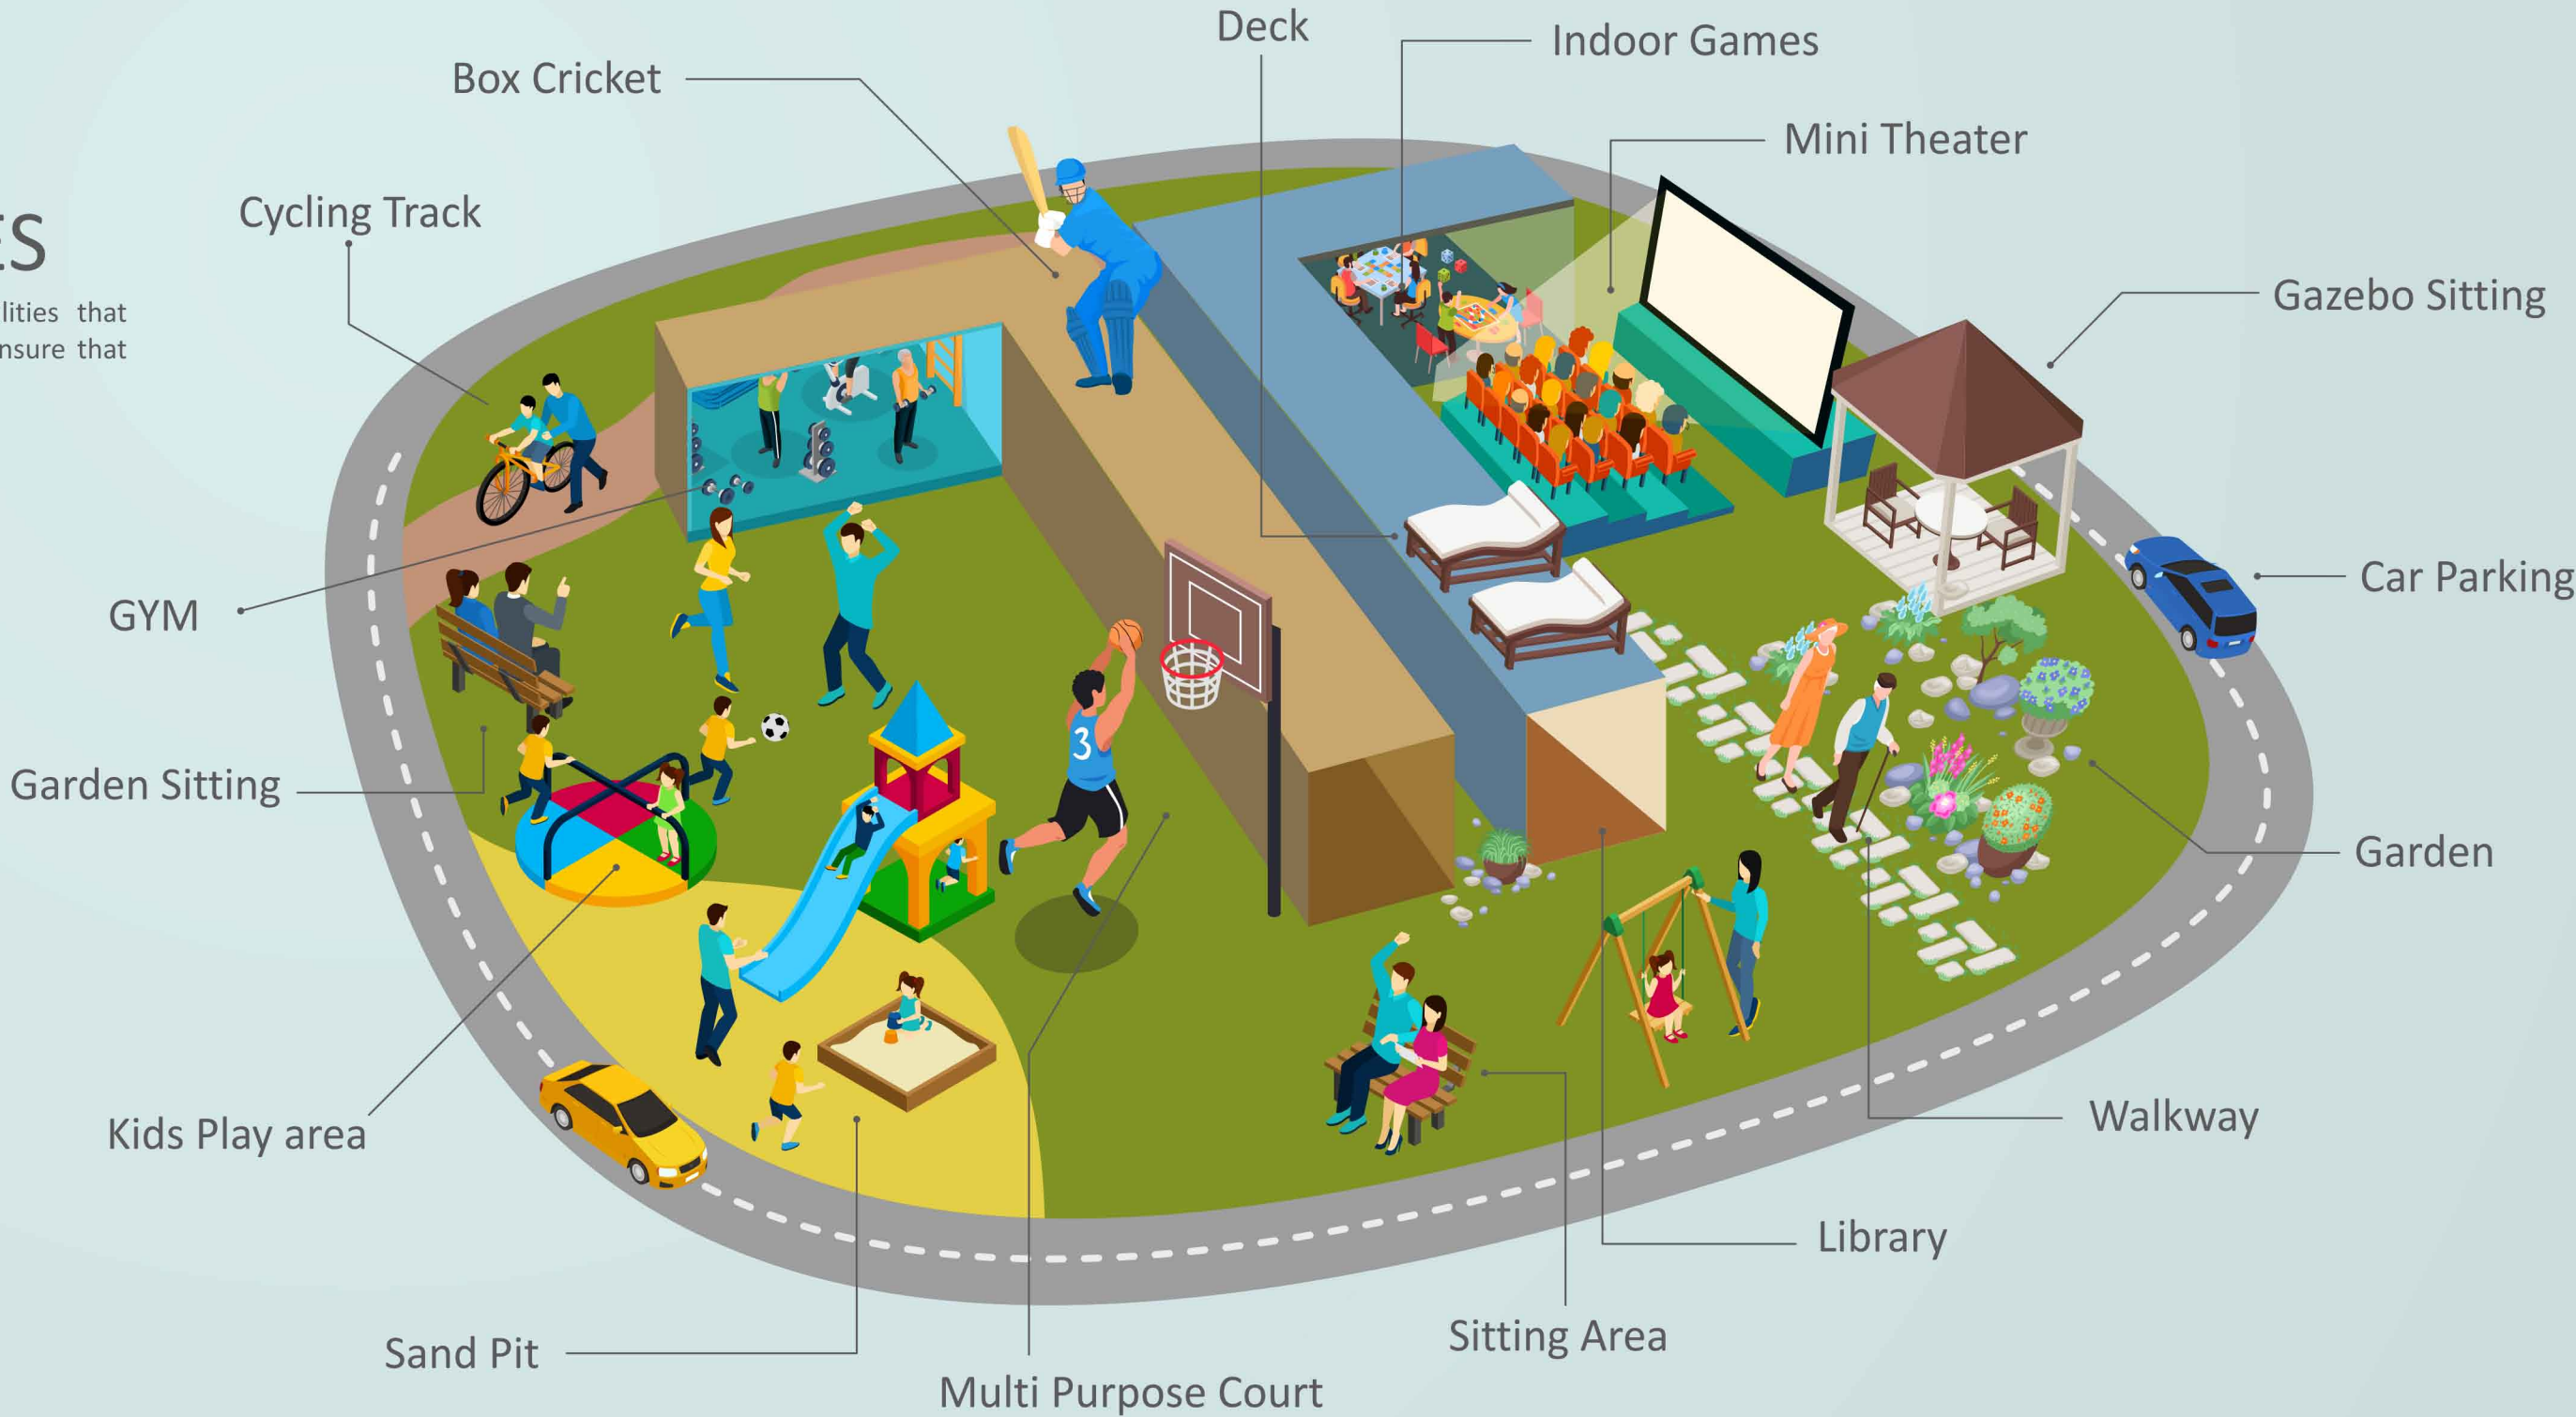 Deck
Indoor Games
Box Cricket
Mini Theater
Cycling Track
ES
lities that
nsure that
Gazebo Sitting
Car Parking
GYM
3
Garden Sitting
Garden
Kids Play area
Walkway
Library
Sitting Area
Sand Pit
Multi Purpose Court